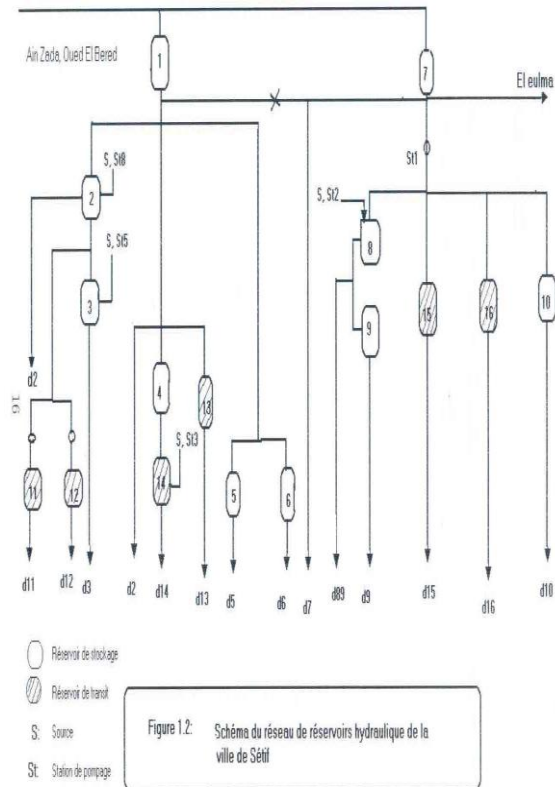 Ain Zada, Oued El Bered
1
7
El eulma
S, St8
St1
2
S, St2
8
S, St5
3
15
16
10
9
d2
16
4
13
S, St3
11
12
14
5
6
d11
d12
d3
d2
d14
d13
d5
d6
d7
d89
d9
d15
d16
d10
Réservoir de stockage
Réservoir de transit
S: Source
St: Station de pompage
Figure 1.2: Schéma du réseau de réservoirs hydraulique de la
ville de Sétif